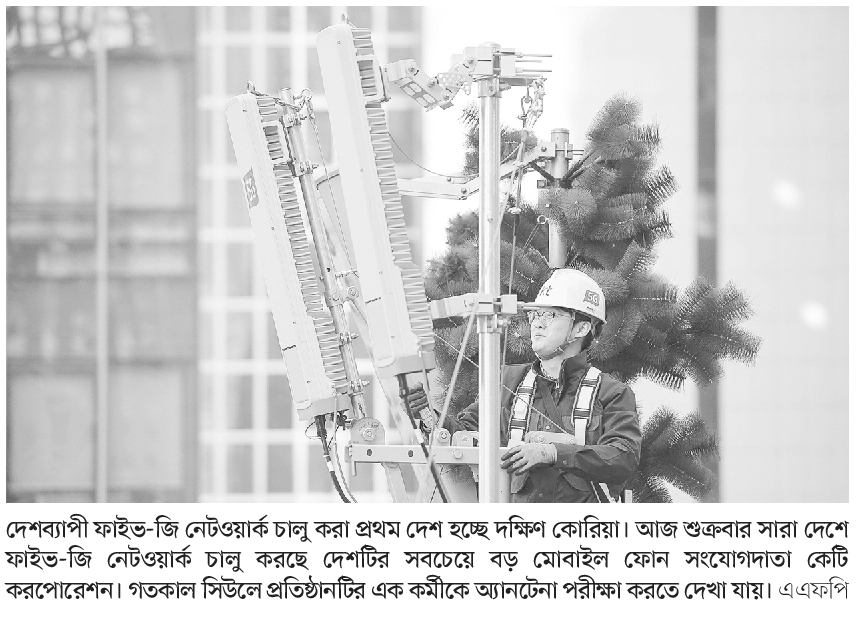 5G
kt 5G
দেশব্যাপী ফাইভ-জি নেটওয়ার্ক চালু করা প্রথম দেশ হচ্ছে দক্ষিণ কোরিয়া। আজ শুক্রবার সারা দেশে
ফাইভ-জি নেটওয়ার্ক চালু করছে দেশটির সবচেয়ে বড় মোবাইল ফোন সংযোগদাতা কেটি
করপোরেশন। গতকাল সিউলে প্রতিষ্ঠানটির এক কর্মীকে অ্যানটেনা পরীক্ষা করতে দেখা যায়। এএফপি